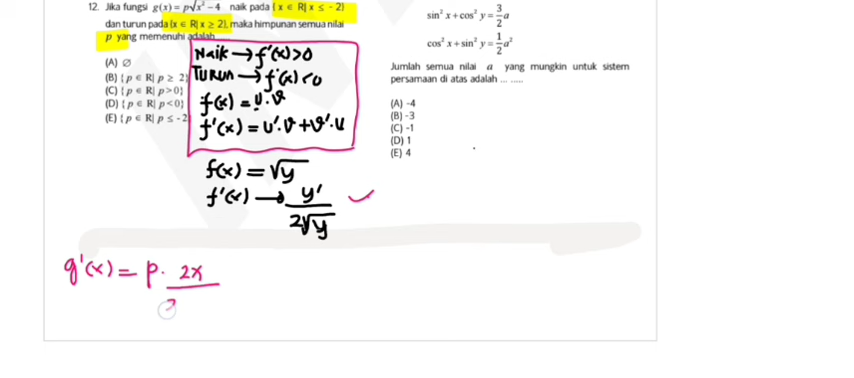 12. Jika fungsi g(x) = p√x² − 4 naik pada {x ∈ R| x ≤ - 2}
dan turun pada {x ∈ R| x ≥ 2}, maka himpunan semua nilai
p yang memenuhi adalah
(A) ∅
(B) { p ∈ R| p ≥ 2}
(C) { p ∈ R| p > 0}
(D) { p ∈ R| p < 0}
(E) { p ∈ R| p ≤ - 2
Naik → f'(x) > 0
Turun → f'(x) < 0
f(x) = U.V
f'(x) = U'.V + V'.U
f(x) = √y
f'(x) → y'
2√y
g'(x) = p. 2x
sin² x + cos² y = 3/2 a
cos² x + sin² y = 1/2 a²
Jumlah semua nilai a yang mungkin untuk sistem
persamaan di atas adalah ... ......
(A) -4
(B) -3
(C) -1
(D) 1
(E) 4